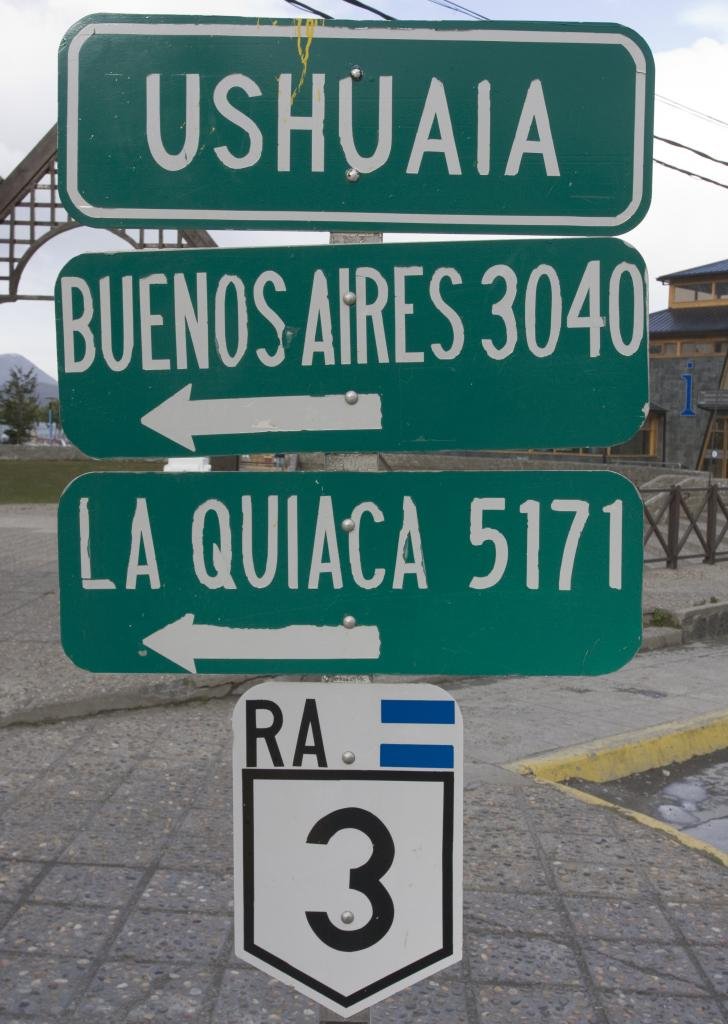 USHUAIA
BUENOS AIRES 3040
LA QUIACA 5171
RA
3
i